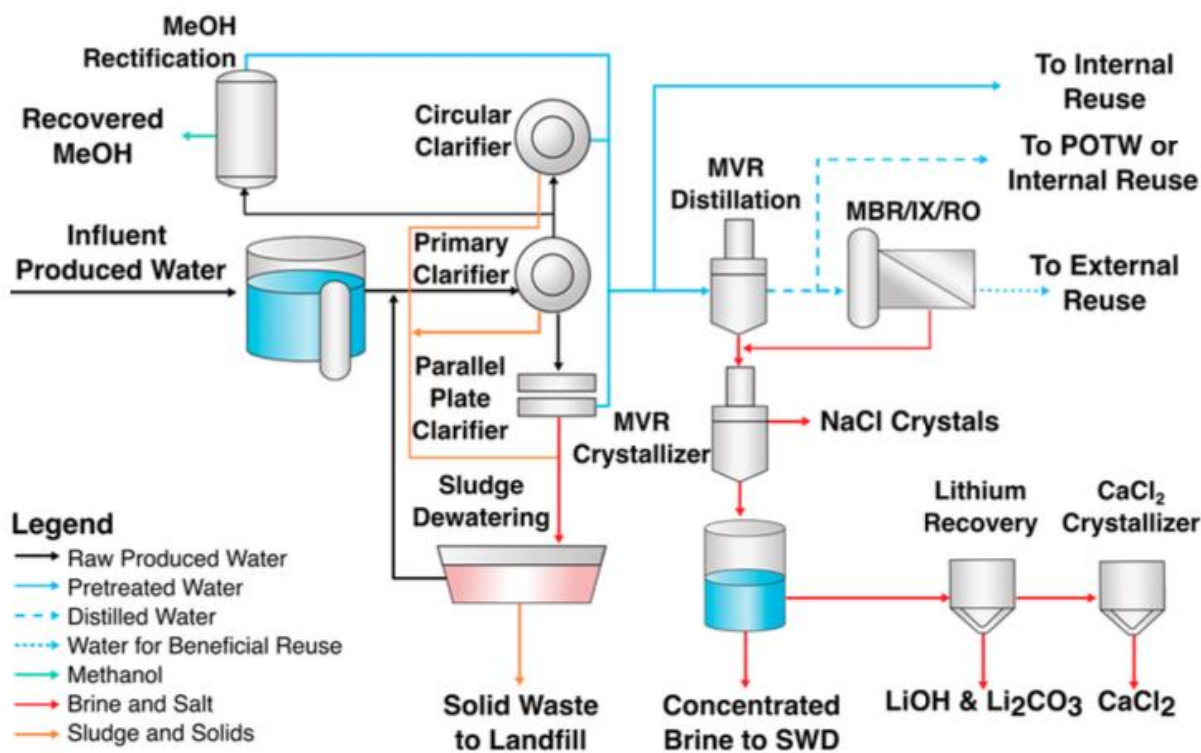 MeOH
Rectification
Recovered
MeOH
Circular
Clarifier
To Internal
Reuse
To POTW or
Internal Reuse
MVR
Distillation
MBR/IX/RO
Influent
Produced Water
Primary
Clarifier
To External
Reuse
Parallel
Plate
Clarifier
MVR
Crystallizer
NaCl Crystals
Sludge
Dewatering
Lithium
Recovery
CaCl₂
Crystallizer
Legend
Raw Produced Water
Pretreated Water
Distilled Water
Water for Beneficial Reuse
Methanol
Brine and Salt
Sludge and Solids
Solid Waste
to Landfill
Concentrated
Brine to SWD
LiOH & Li₂CO₃
CaCl₂